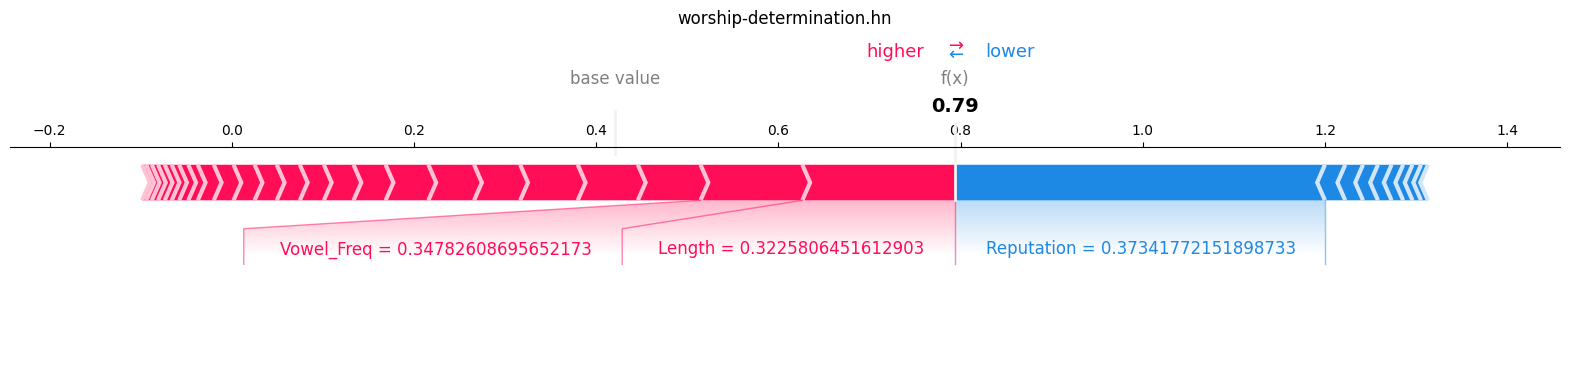 worship-determination.hn
higher ⇄ lower
base value f(x)
0.79
−0.2 0.0 0.2 0.4 0.6 0.8 1.0 1.2 1.4
Vowel_Freq = 0.34782608695652173 Length = 0.3225806451612903 Reputation = 0.37341772151898733